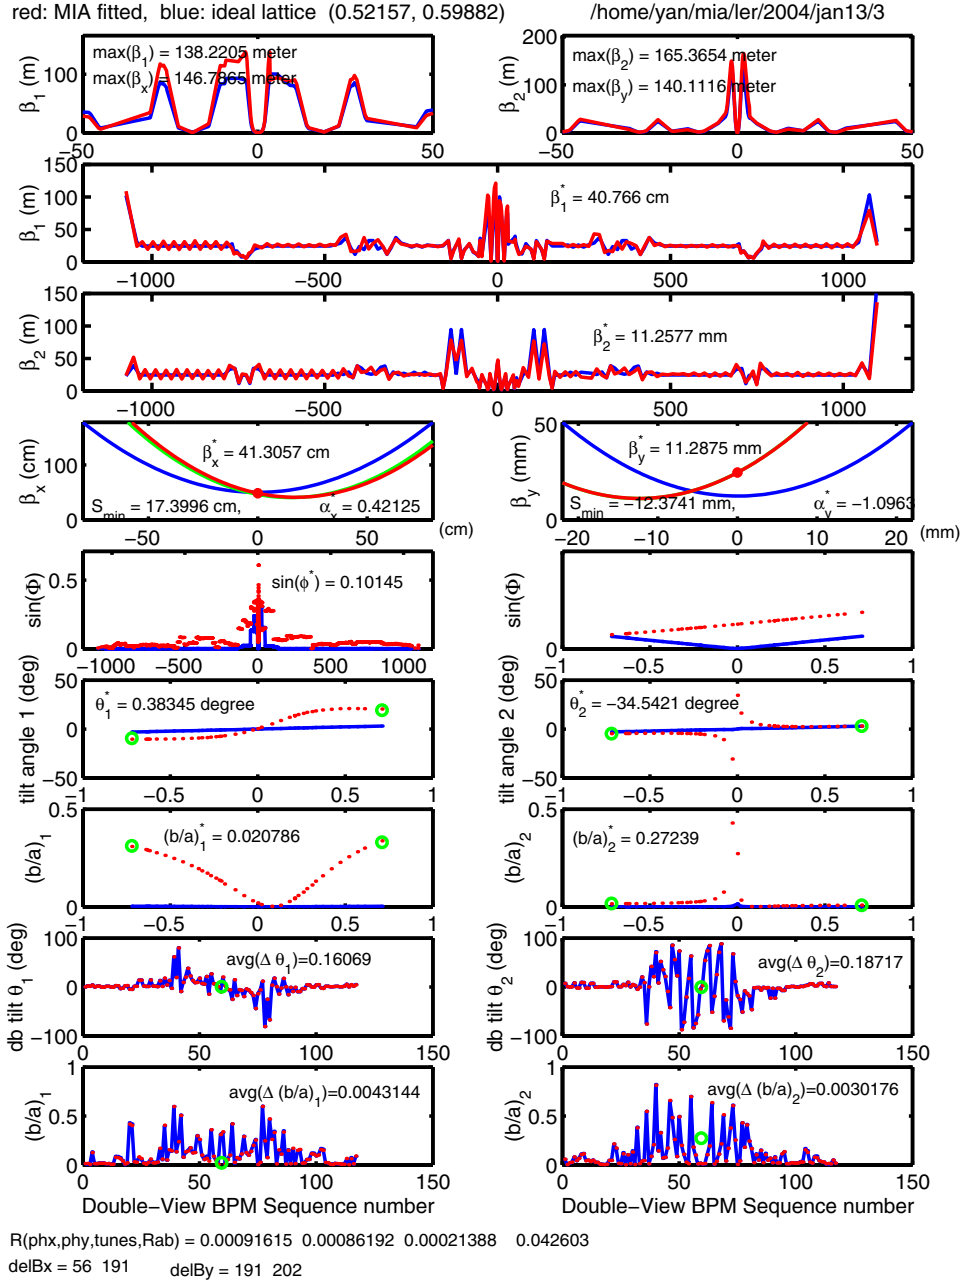 red: MIA fitted,  blue: ideal lattice  (0.52157, 0.59882)
/home/yan/mia/ler/2004/jan13/3
max(β1) = 138.2205 meter
max(βx) = 146.7865 meter
β1 (m)
100
0
−50 0 50
max(β2) = 165.3654 meter
max(βy) = 140.1116 meter
β2 (m)
200
150
100
50
0
−50 0 50
β1 (m)
150
100
50
0
β1* = 40.766 cm
−1000 −500 0 500 1000
β2 (m)
150
100
50
0
β2* = 11.2577 mm
−1000 −500 0 500 1000
βx (cm)
100
0
βx* = 41.3057 cm
Smin = 17.3996 cm,
αx* = 0.42125
−50 0 50
(cm)
βy (mm)
50
0
βy* = 11.2875 mm
Smin = −12.3741 mm,
αy* = −1.0963
−20 −10 0 10 20
(mm)
sin(Φ)
0.5
0
sin(ϕ*) = 0.10145
−1000 −500 0 500 1000
sin(Φ)
0
−1 −0.5 0 0.5 1
tilt angle 1 (deg)
50
0
−50
θ1* = 0.38345 degree
−1 −0.5 0 0.5 1
tilt angle 2 (deg)
50
0
−50
θ2* = −34.5421 degree
−1 −0.5 0 0.5 1
(b/a)1
0.5
0
(b/a)1* = 0.020786
−1 −0.5 0 0.5 1
(b/a)2
0.5
0
(b/a)2* = 0.27239
−1 −0.5 0 0.5 1
db tilt θ1 (deg)
100
0
−100
avg(Δ θ1)=0.16069
0 50 100 150
db tilt θ2 (deg)
100
0
−100
avg(Δ θ2)=0.18717
0 50 100 150
(b/a)1
1
0.5
0
avg(Δ (b/a)1)=0.0043144
0 50 100 150
Double−View BPM Sequence number
(b/a)2
1
0.5
0
avg(Δ (b/a)2)=0.0030176
0 50 100 150
Double−View BPM Sequence number
R(phx,phy,tunes,Rab) = 0.00091615  0.00086192  0.00021388    0.042603
delBx = 56  191
delBy = 191  202